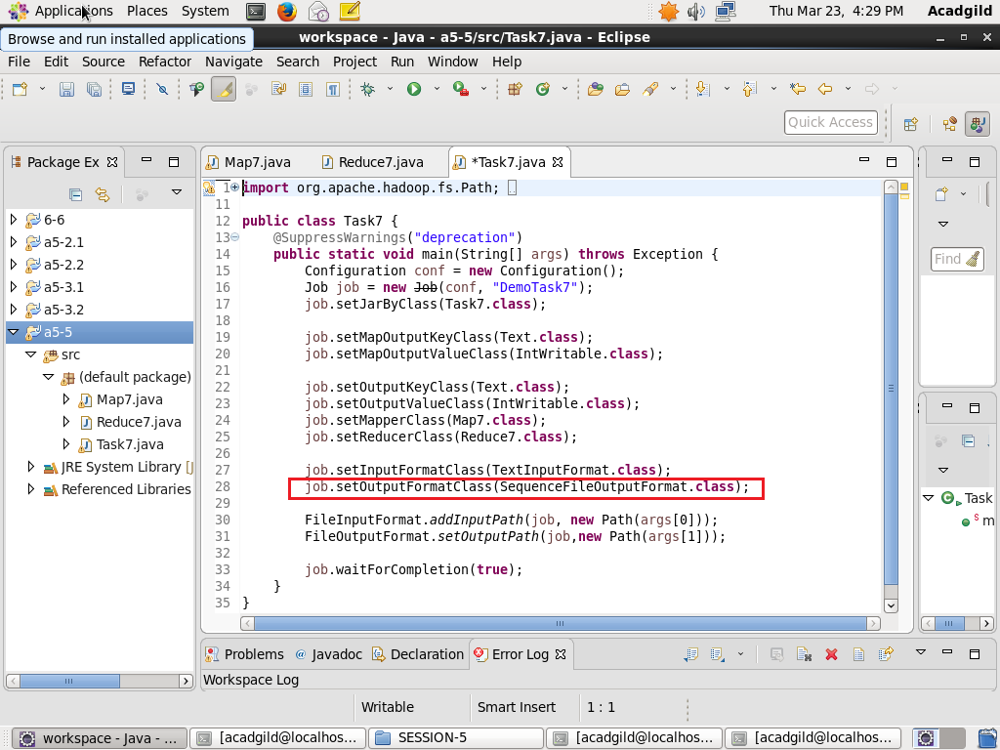 Applications Places System Thu Mar 23, 4:29 PM Acadgild
Browse and run installed applications
workspace - Java - a5-5/src/Task7.java - Eclipse
File Edit Source Refactor Navigate Search Project Run Window Help
Quick Access
Package Ex
6-6
a5-2.1
a5-2.2
a5-3.1
a5-3.2
a5-5
src
(default package)
Map7.java
Reduce7.java
Task7.java
JRE System Library [J
Referenced Libraries
Map7.java Reduce7.java *Task7.java
1 import org.apache.hadoop.fs.Path;
11
12 public class Task7 {
13 @SuppressWarnings("deprecation")
14 public static void main(String[] args) throws Exception {
15 Configuration conf = new Configuration();
16 Job job = new Job(conf, "DemoTask7");
17 job.setJarByClass(Task7.class);
18
19 job.setMapOutputKeyClass(Text.class);
20 job.setMapOutputValueClass(IntWritable.class);
21
22 job.setOutputKeyClass(Text.class);
23 job.setOutputValueClass(IntWritable.class);
24 job.setMapperClass(Map7.class);
25 job.setReducerClass(Reduce7.class);
26
27 job.setInputFormatClass(TextInputFormat.class);
28 job.setOutputFormatClass(SequenceFileOutputFormat.class);
29
30 FileInputFormat.addInputPath(job, new Path(args[0]));
31 FileOutputFormat.setOutputPath(job,new Path(args[1]));
32
33 job.waitForCompletion(true);
34 }
35 }
Find
Task
S m
Problems @ Javadoc Declaration Error Log
Workspace Log
Writable Smart Insert 1 : 1
workspace - Java - ... [acadgild@localhos... SESSION-5 [acadgild@localhos... [acadgild@localhos...